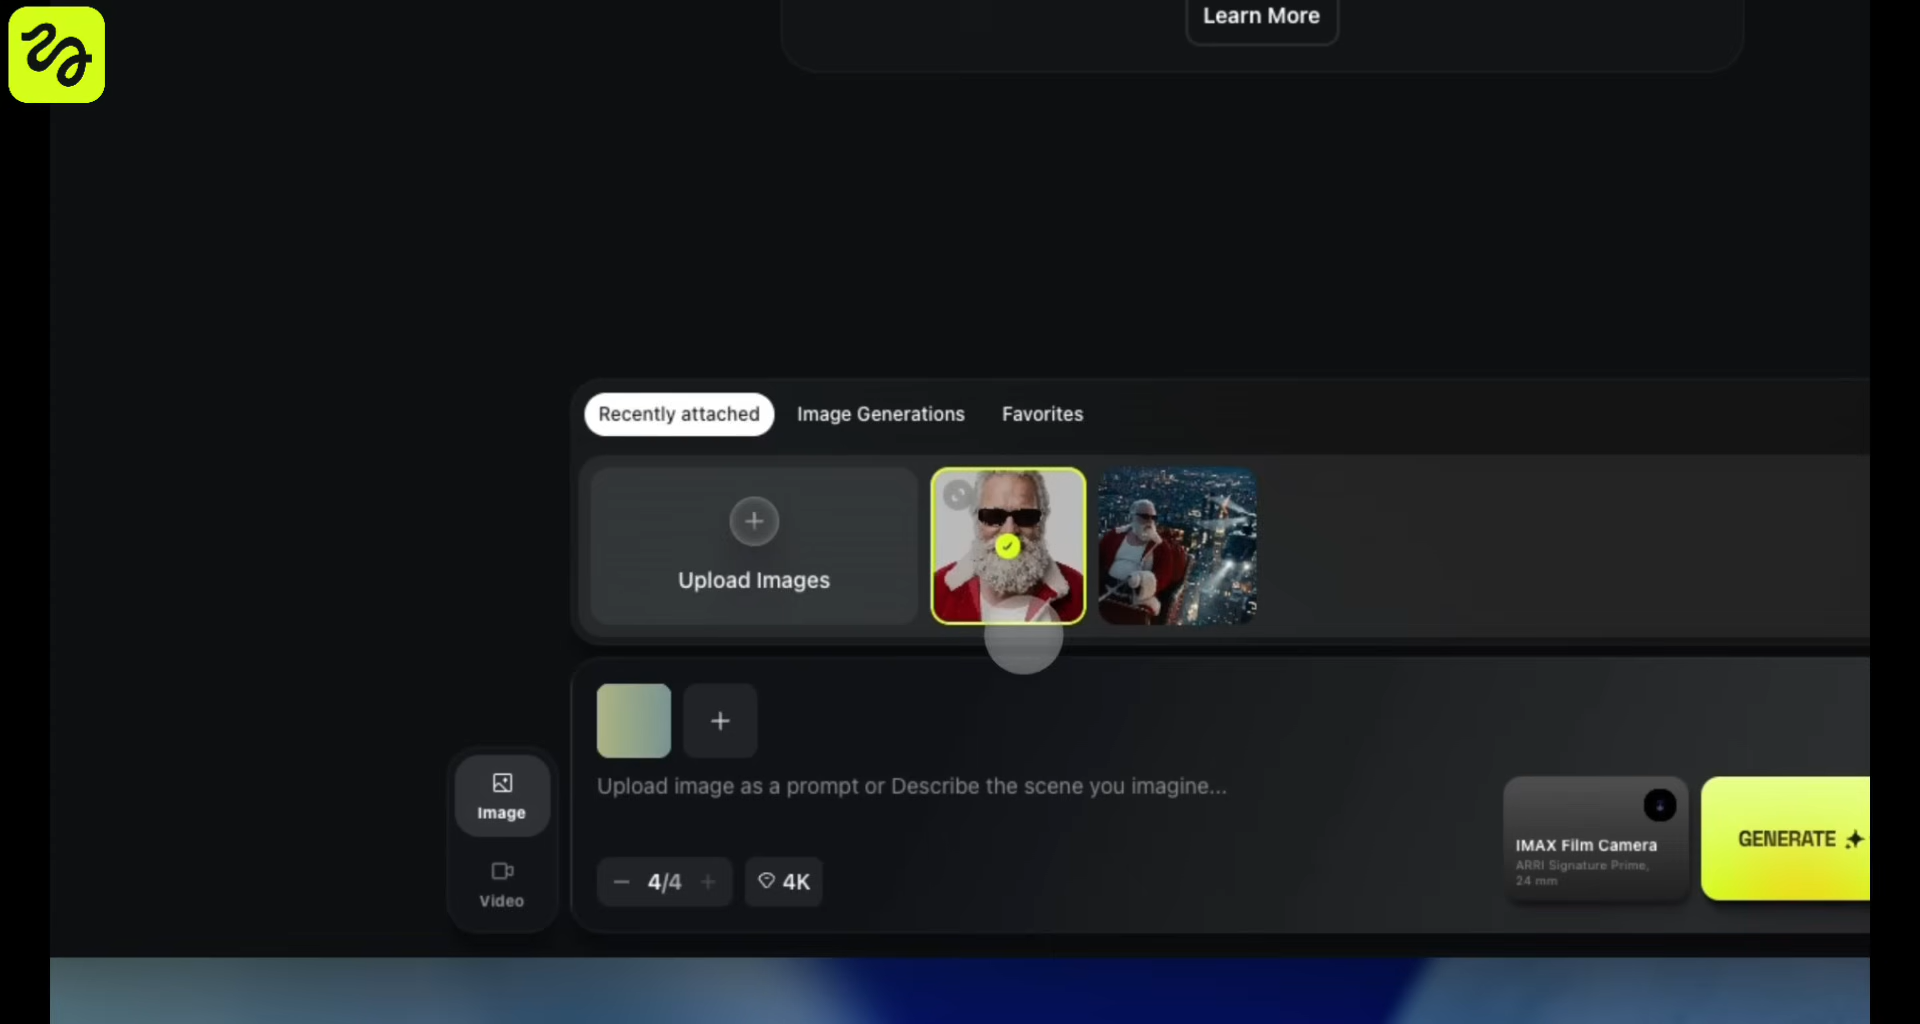 Learn More
Recently attached
Image Generations
Favorites
Upload Images
Upload image as a prompt or Describe the scene you imagine...
Image
Video
4/4
4K
IMAX Film Camera
ARRI Signature Prime,
24 mm
GENERATE